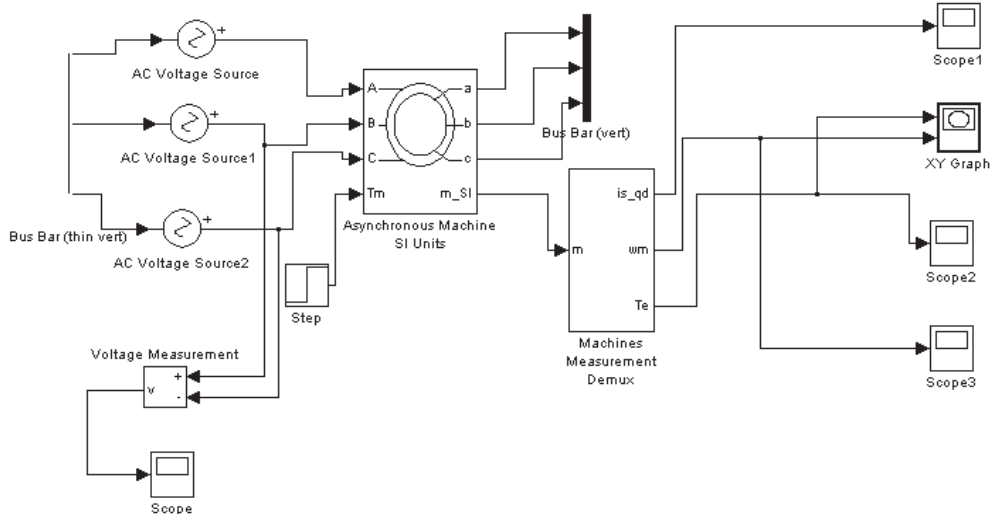 +
AC Voltage Source
+
AC Voltage Source1
+
AC Voltage Source2
Bus Bar (thin vert)
A
B
C
Tm
a
b
c
m_SI
Asynchronous Machine
SI Units
Bus Bar (vert)
Step
Voltage Measurement
v
+
-
Scope
m
is_qd
wm
Te
Machines
Measurement
Demux
Scope1
XY Graph
Scope2
Scope3